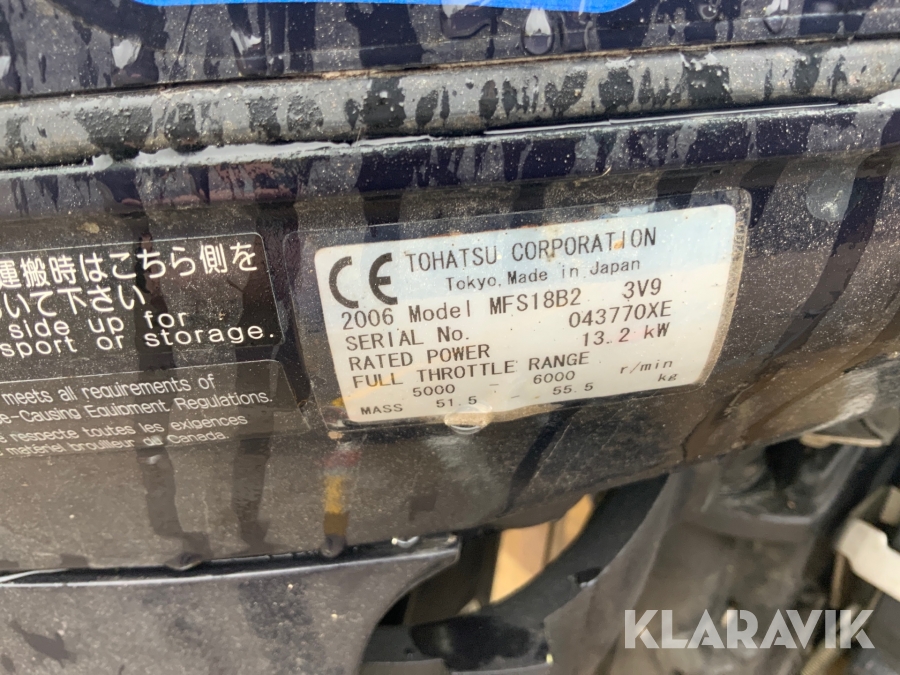 運搬時はこちら側を
いて下さい
side up for
sport or storage.
meets all requirements of
e-Causing Equipment Regulations.
respecte toutes les exigences
matériel brouilleur du Canada.
CE TOHATSU CORPORATION
Tokyo. Made in Japan
2006 Model MFS18B2 3V9
SERIAL No. 043770XE
RATED POWER 13.2 kW
FULL THROTTLE RANGE
5000 - 6000 r/min
MASS 51.5 - 55.5 kg
KLARAVIK